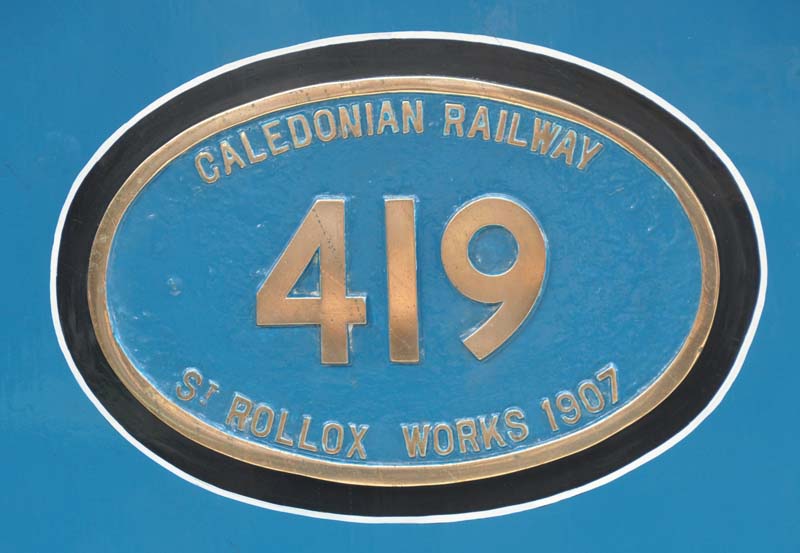 CALEDONIAN RAILWAY
419
ST ROLLOX WORKS 1907